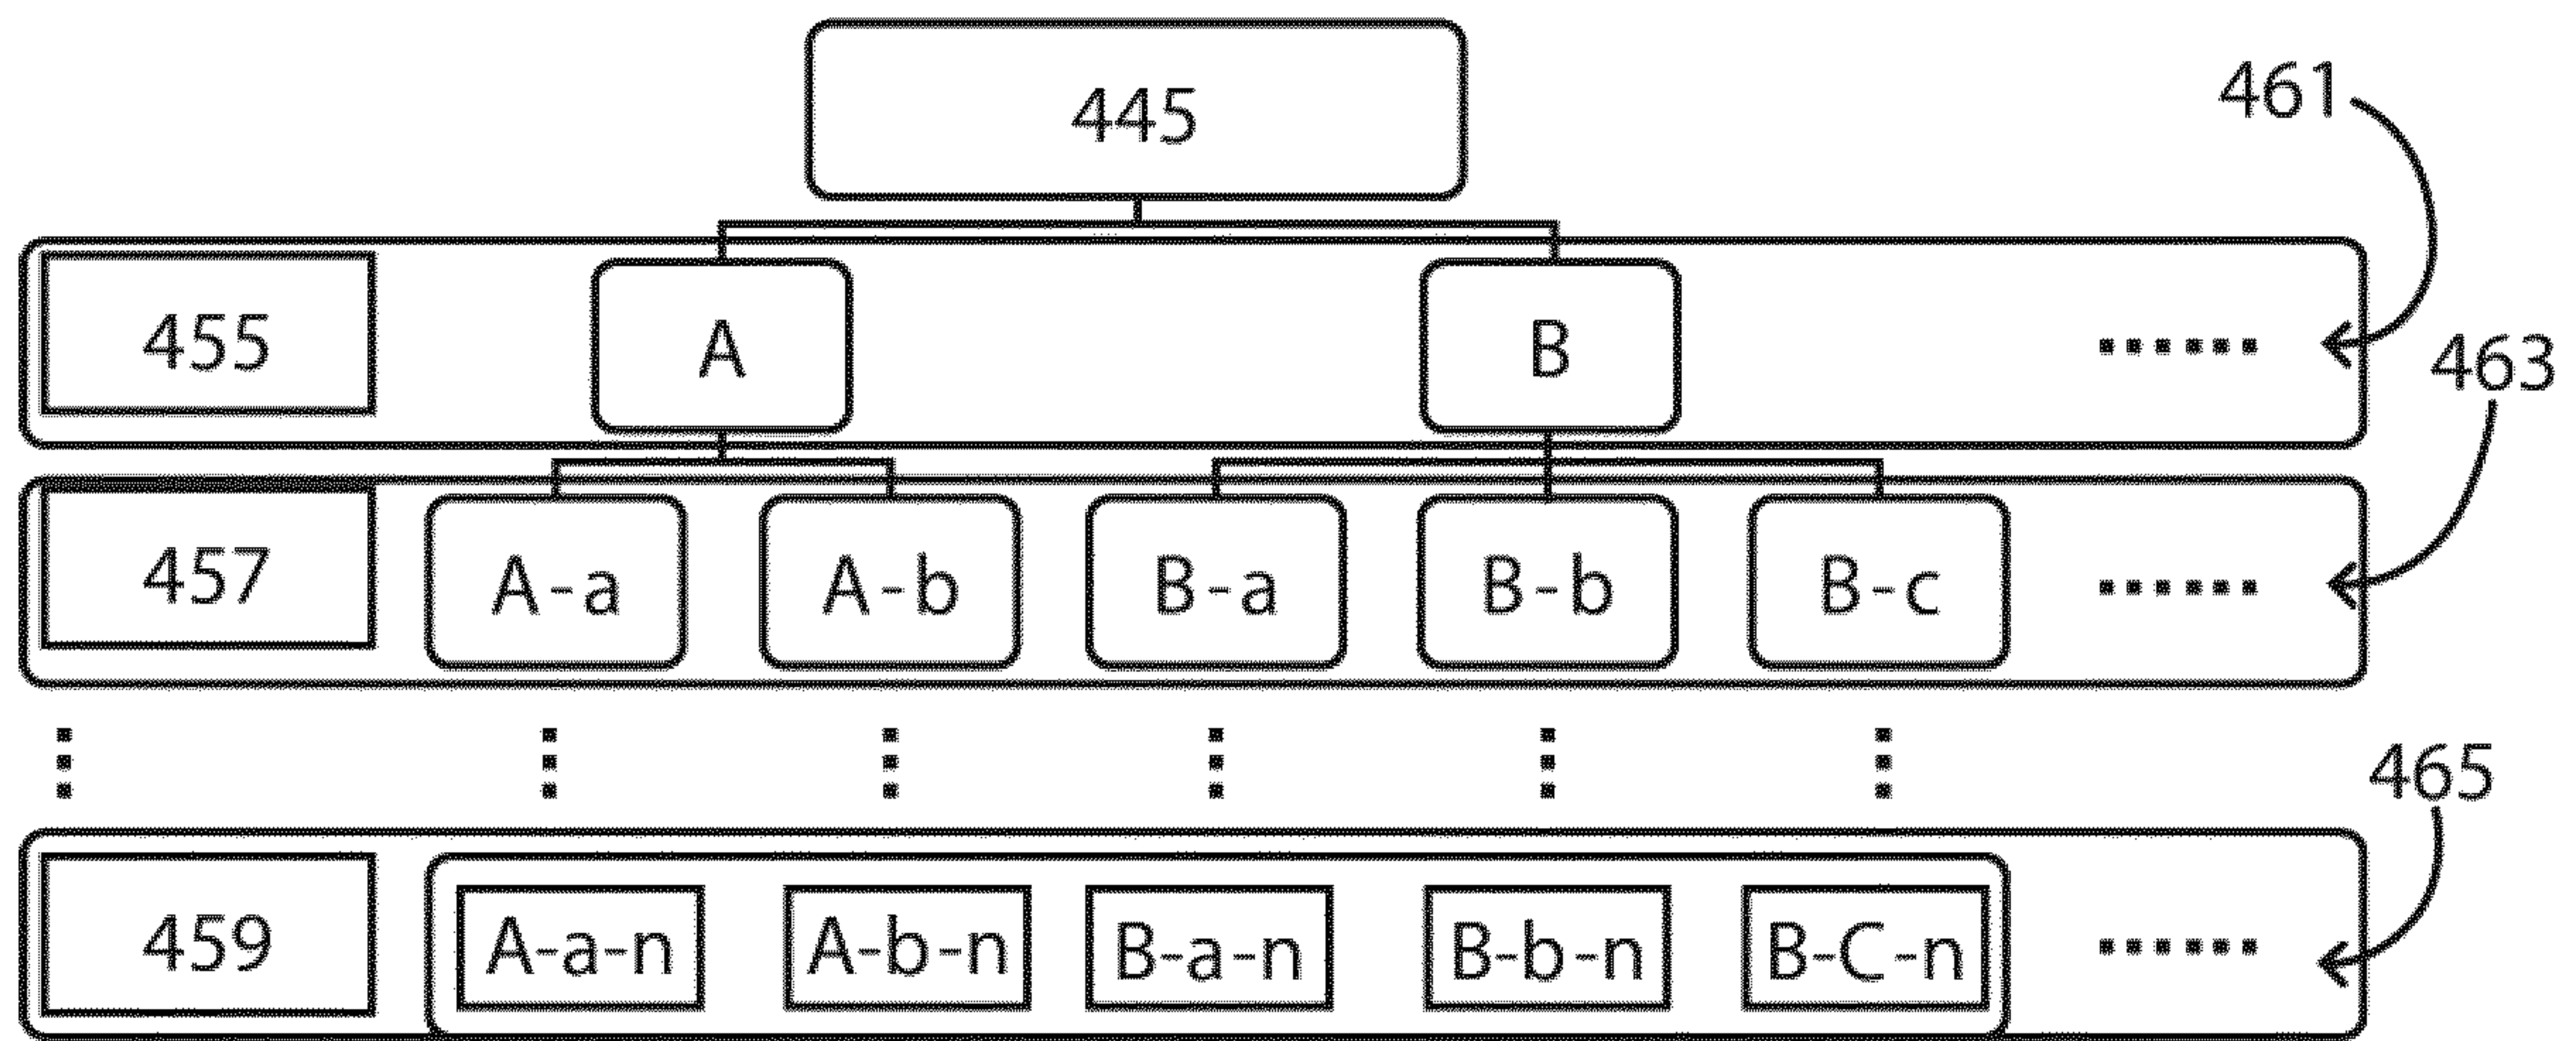 445
461
455 A B ......
463
457 A-a A-b B-a B-b B-c ......
465
459 A-a-n A-b-n B-a-n B-b-n B-C-n ......